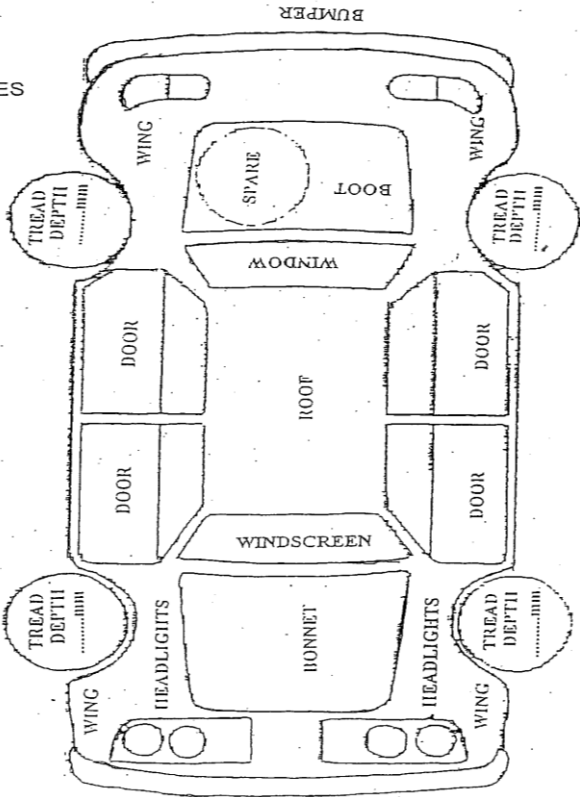 BUMPER
ES
WING
WING
SPARE
BOOT
TREAD
DEPTH
........mm
TREAD
DEPTH
........mm
WINDOW
DOOR
DOOR
ROOF
DOOR
DOOR
WINDSCREEN
TREAD
DEPTH
........mm
HEADLIGHTS
BONNET
HEADLIGHTS
TREAD
DEPTH
........mm
WING
WING